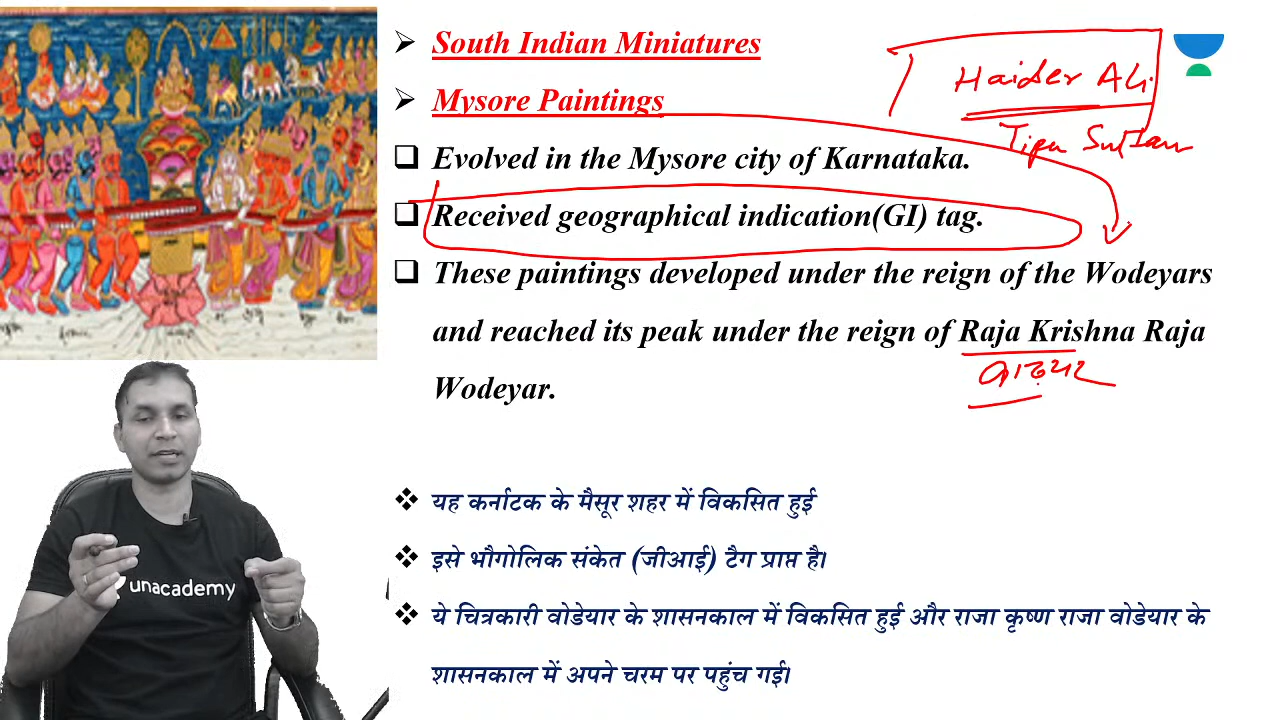 South Indian Miniatures
Mysore Paintings
Evolved in the Mysore city of Karnataka.
Received geographical indication(GI) tag.
These paintings developed under the reign of the Wodeyars
and reached its peak under the reign of Raja Krishna Raja
Wodeyar.
Haider Ali
Tipu Sultan
वाडयार
यह कर्नाटक के मैसूर शहर में विकसित हुई
इसे भौगोलिक संकेत (जीआई) टैग प्राप्त है।
ये चित्रकारी वोडेयार के शासनकाल में विकसित हुई और राजा कृष्ण राजा वोडेयार के
शासनकाल में अपने चरम पर पहुंच गई।
unacademy